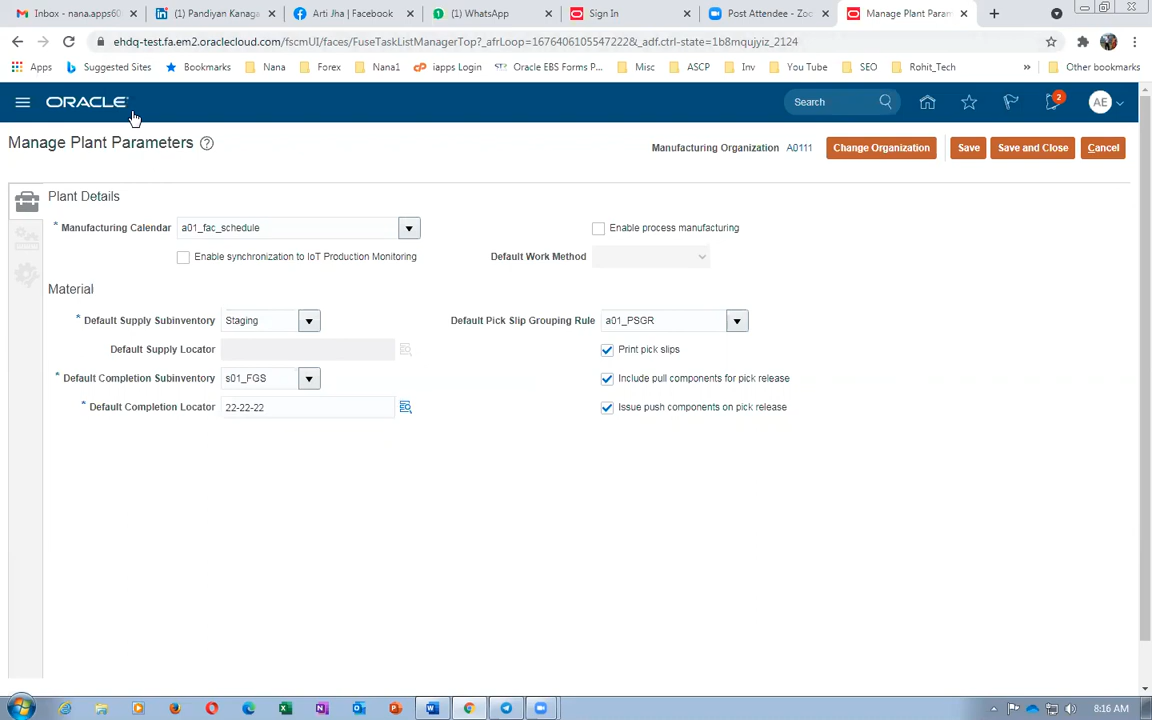 Inbox - nana.apps60
(1) Pandiyan Kanaga
Arti Jha | Facebook
(1) WhatsApp
Sign In
Post Attendee - Zoo
Manage Plant Param
ehdq-test.fa.em2.oraclecloud.com/fscmUI/faces/FuseTaskListManagerTop?_afrLoop=1676406105547222&_adf.ctrl-state=1b8mqujyiz_2124
Apps Suggested Sites Bookmarks Nana Forex Nana1 iapps Login Oracle EBS Forms P... Misc ASCP Inv You Tube SEO Rohit_Tech » Other bookmarks
ORACLE
Search
2
AE
Manage Plant Parameters
Manufacturing Organization A0111
Change Organization Save Save and Close Cancel
Plant Details
* Manufacturing Calendar a01_fac_schedule
Enable process manufacturing
Enable synchronization to IoT Production Monitoring
Default Work Method
Material
* Default Supply Subinventory Staging
Default Pick Slip Grouping Rule a01_PSGR
Default Supply Locator
Print pick slips
* Default Completion Subinventory s01_FGS
Include pull components for pick release
* Default Completion Locator 22-22-22
Issue push components on pick release
8:16 AM